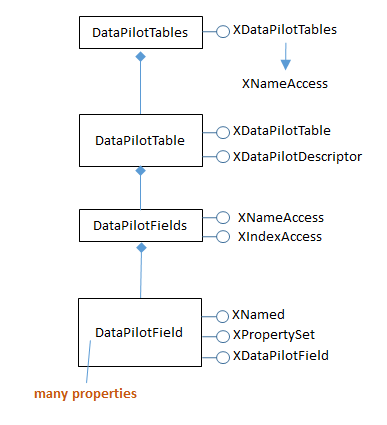 DataPilotTables
XDataPilotTables
XNameAccess
DataPilotTable
XDataPilotTable
XDataPilotDescriptor
DataPilotFields
XNameAccess
XIndexAccess
DataPilotField
XNamed
XPropertySet
XDataPilotField
many properties